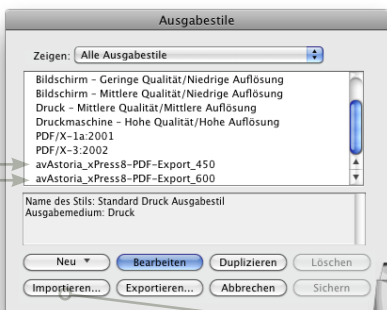 Ausgabestile
Zeigen: Alle Ausgabestile
Bildschirm – Geringe Qualität/Niedrige Auflösung
Bildschirm – Mittlere Qualität/Niedrige Auflösung
Druck – Mittlere Qualität/Mittlere Auflösung
Druckmaschine – Hohe Qualität/Hohe Auflösung
PDF/X-1a:2001
PDF/X-3:2002
avAstoria_xPress8-PDF-Export_450
avAstoria_xPress8-PDF-Export_600
Name des Stils: Standard Druck Ausgabestil
Ausgabemedium: Druck
Neu Bearbeiten Duplizieren Löschen
Importieren... Exportieren... Abbrechen Sichern